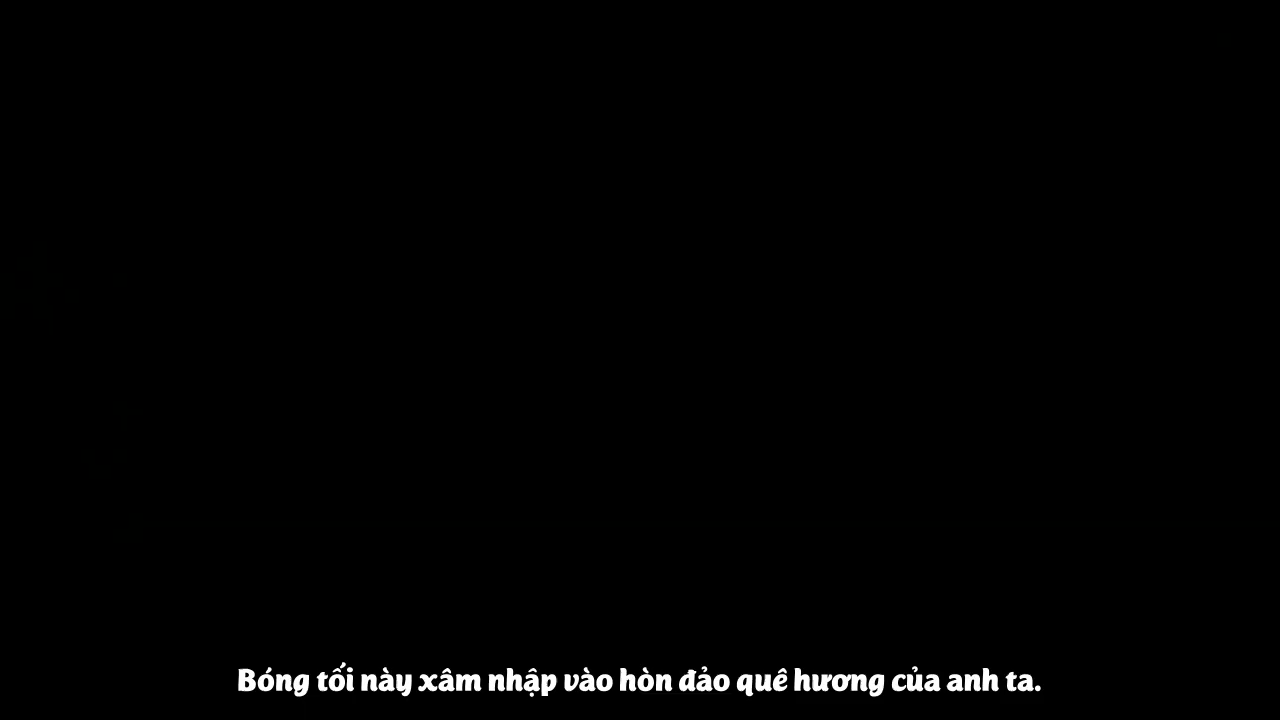 Bóng tối này xâm nhập vào hòn đảo quê hương của anh ta.